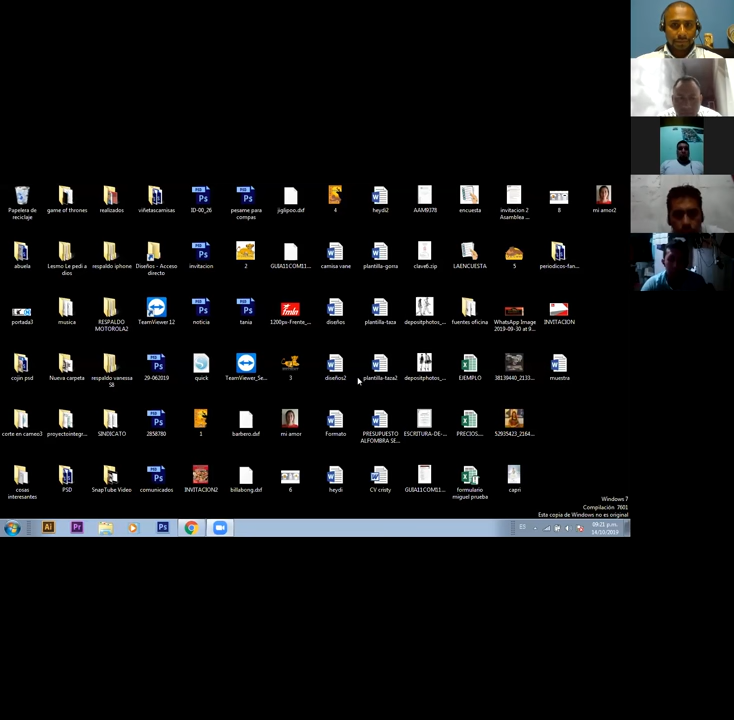 Papelera de reciclaje
game of thrones
realizados
viñetascamisas
ID-00_26
pesame para compas
jiglipoo.dxf
4
heydi2
AAM9378
encuesta
invitacion 2 Asamblea ...
8
mi amor2
abuela
Lesmo Le pedi a dios
respaldo iphone
Diseños - Acceso directo
invitacion
2
GUIA11COM11...
camisa vane
plantilla-gorra
clave6.zip
LAENCUESTA
5
periodicos-fan...
portada3
musica
RESPALDO MOTOROLA2
TeamViewer 12
noticia
tania
1200px-Frente_...
diseños
plantilla-taza
depositphotos_...
fuentes oficina
WhatsApp Image 2019-09-30 at 9...
INVITACION
cojin psd
Nueva carpeta
respaldo vanessa S8
29-062019
quick
TeamViewer_Se...
3
diseños2
plantilla-taza2
depositphotos_...
EJEMPLO
38139440_2133...
muestra
corte en carneo3
proyectointegr...
SINDICATO
2858780
1
barbero.dxf
mi amor
Formato
PRESUPUESTO ALFOMBRA SE...
ESCRITURA-DE-...
PRECIOS....
52935423_2164...
cosas interesantes
PSD
SnapTube Video
comunicados
INVITACION2
billabong.dxf
6
heydi
CV cristy
GUIA11COM11...
formulario miguel prueba
capri
Windows 7
Compilación 7601
Esta copia de Windows no es original
Ai
Pr
Ps
ES
09:21 p.m.
14/10/2019